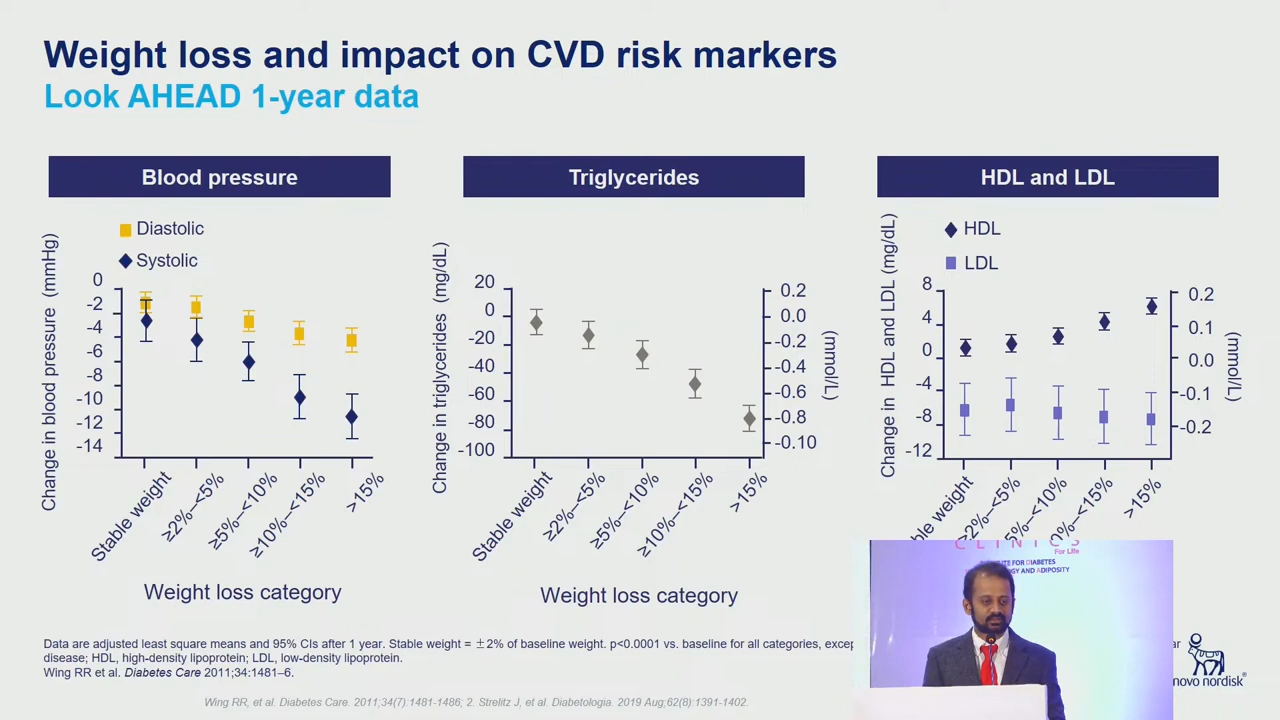 Weight loss and impact on CVD risk markers
Look AHEAD 1-year data
Blood pressure
Diastolic
Systolic
Change in blood pressure (mmHg)
0
-2
-4
-6
-8
-10
-12
-14
Stable weight
≥2%–<5%
≥5%–<10%
≥10%–<15%
>15%
Weight loss category
Triglycerides
Change in triglycerides (mg/dL)
20
0
-20
-40
-60
-80
-100
0.2
0.0
-0.2
-0.4
-0.6
-0.8
-0.10
(mmol/L)
Stable weight
≥2%–<5%
≥5%–<10%
≥10%–<15%
>15%
Weight loss category
HDL and LDL
HDL
LDL
Change in HDL and LDL (mg/dL)
8
4
0
-4
-8
-12
0.2
0.1
0.0
-0.1
-0.2
(mmol/L)
weight
≥2%–<5%
5%–<10%
0%–<15%
>15%
CLINICS
For Life
FOR DIABETES
AND ADIPOSITY
Data are adjusted least square means and 95% CIs after 1 year. Stable weight = ±2% of baseline weight. p<0.0001 vs. baseline for all categories,
disease; HDL, high-density lipoprotein; LDL, low-density lipoprotein.
Wing RR et al. Diabetes Care 2011;34:1481–6.
novo nordisk®
Wing RR, et al. Diabetes Care. 2011;34(7):1481-1486; 2. Strelitz J, et al. Diabetologia. 2019 Aug;62(8):1391-1402.